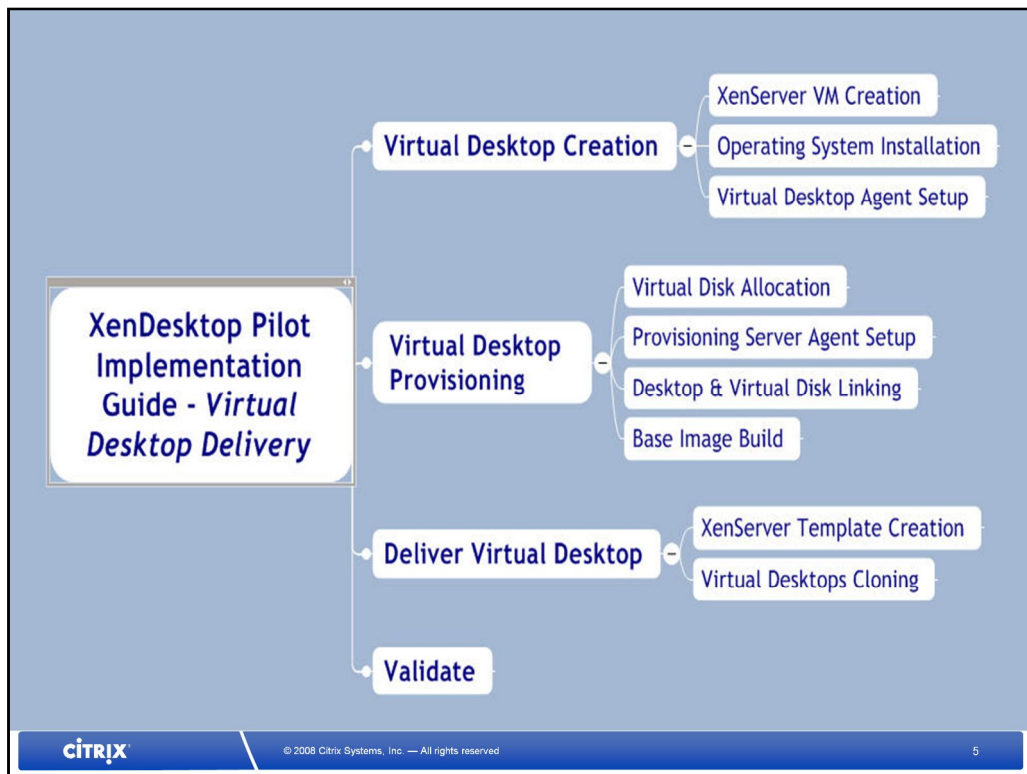 XenDesktop Pilot
Implementation
Guide - Virtual
Desktop Delivery
Virtual Desktop Creation
XenServer VM Creation
Operating System Installation
Virtual Desktop Agent Setup
Virtual Desktop
Provisioning
Virtual Disk Allocation
Provisioning Server Agent Setup
Desktop & Virtual Disk Linking
Base Image Build
Deliver Virtual Desktop
XenServer Template Creation
Virtual Desktops Cloning
Validate
CITRIX® © 2008 Citrix Systems, Inc. — All rights reserved 5